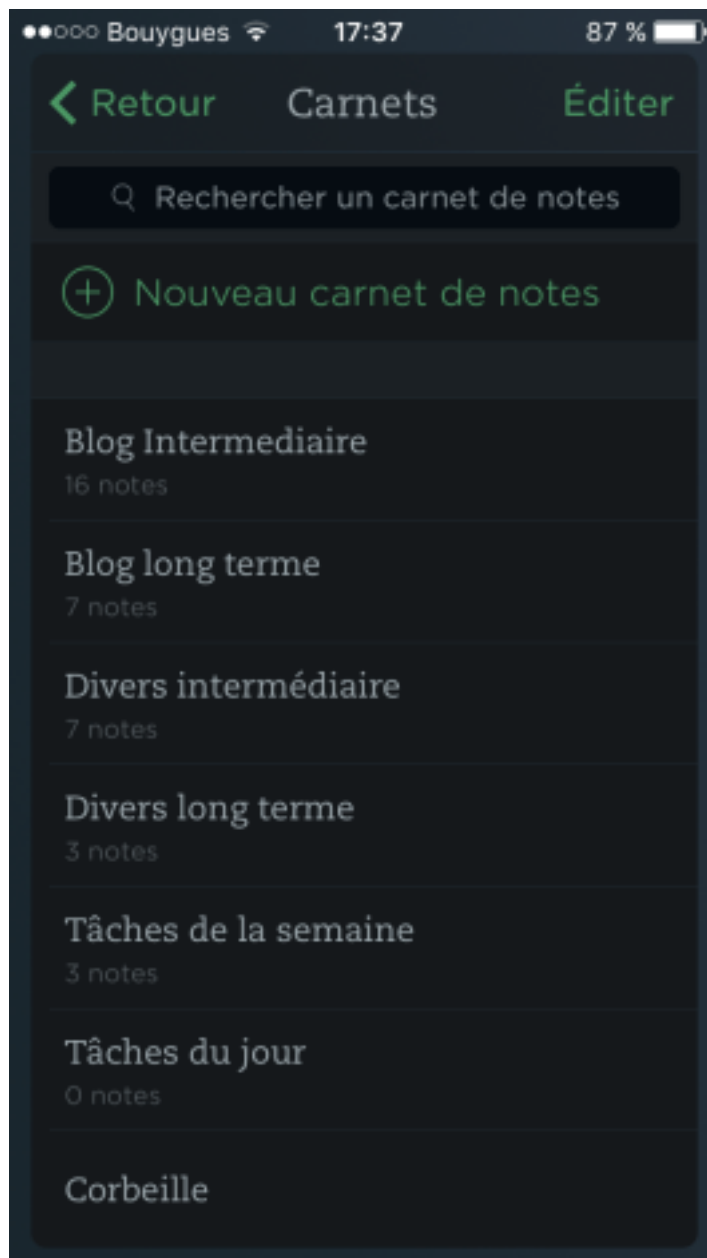 Bouygues 17:37 87 %
Retour Carnets Éditer
Rechercher un carnet de notes
Nouveau carnet de notes
Blog Intermediaire
16 notes
Blog long terme
7 notes
Divers intermédiaire
7 notes
Divers long terme
3 notes
Tâches de la semaine
3 notes
Tâches du jour
0 notes
Corbeille